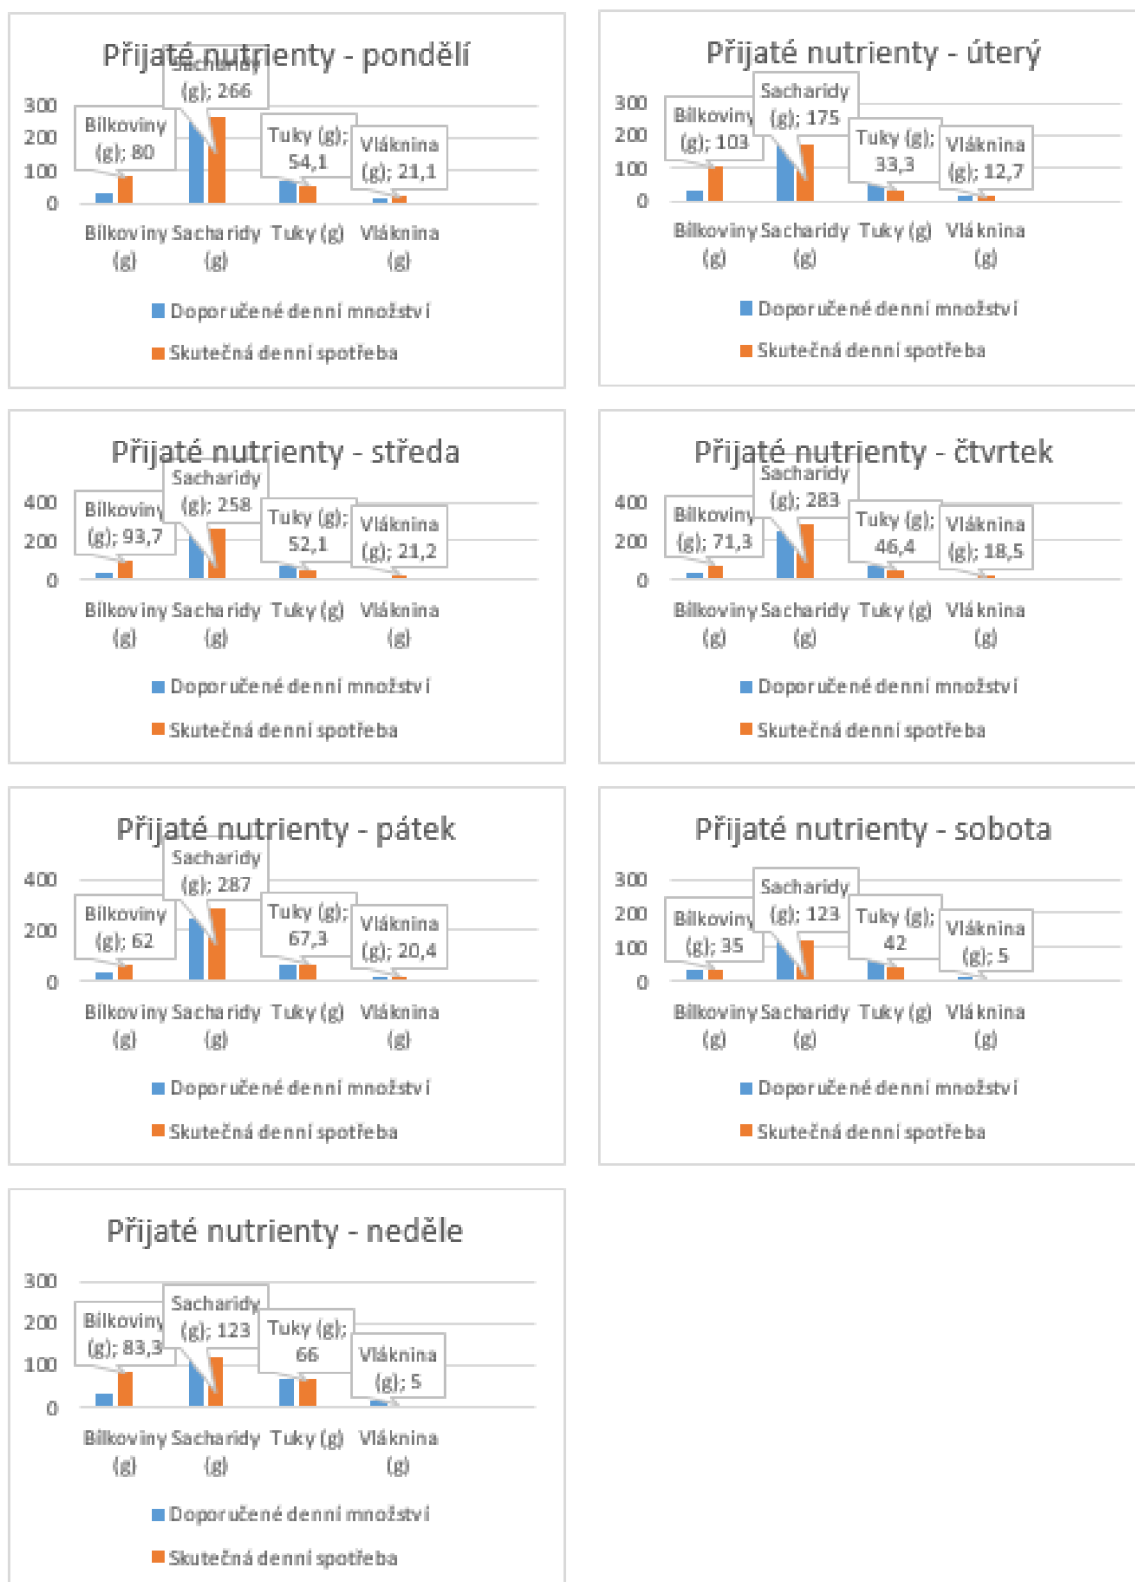 Přijaté nutrienty - pondělí
Sacharidy
(g); 266
300
200
100
0
Bílkoviny
(g); 80
Tuky (g);
54,1
Vláknina
(g); 21,1
Bílkoviny Sacharidy Tuky (g) Vláknina
(g) (g) (g)
Doporučené denní množství
Skutečná denní spotřeba
Přijaté nutrienty - úterý
Sacharidy
(g); 175
300
200
100
0
Bílkoviny
(g); 103
Tuky (g);
33,3
Vláknina
(g); 12,7
Bílkoviny Sacharidy Tuky (g) Vláknina
(g) (g) (g)
Doporučené denní množství
Skutečná denní spotřeba
Přijaté nutrienty - středa
Sacharidy
(g); 258
400
200
0
Bílkoviny
(g); 93,7
Tuky (g);
52,1
Vláknina
(g); 21,2
Bílkoviny Sacharidy Tuky (g) Vláknina
(g) (g) (g)
Doporučené denní množství
Skutečná denní spotřeba
Přijaté nutrienty - čtvrtek
Sacharidy
(g); 283
400
200
0
Bílkoviny
(g); 71,3
Tuky (g);
46,4
Vláknina
(g); 18,5
Bílkoviny Sacharidy Tuky (g) Vláknina
(g) (g) (g)
Doporučené denní množství
Skutečná denní spotřeba
Přijaté nutrienty - pátek
Sacharidy
(g); 287
400
200
0
Bílkoviny
(g); 62
Tuky (g);
67,3
Vláknina
(g); 20,4
Bílkoviny Sacharidy Tuky (g) Vláknina
(g) (g) (g)
Doporučené denní množství
Skutečná denní spotřeba
Přijaté nutrienty - sobota
Sacharidy
(g); 123
300
200
100
0
Bílkoviny
(g); 35
Tuky (g);
42
Vláknina
(g); 5
Bílkoviny Sacharidy Tuky (g) Vláknina
(g) (g) (g)
Doporučené denní množství
Skutečná denní spotřeba
Přijaté nutrienty - neděle
Sacharidy
(g); 123
300
200
100
0
Bílkoviny
(g); 83,3
Tuky (g);
66
Vláknina
(g); 5
Bílkoviny Sacharidy Tuky (g) Vláknina
(g) (g) (g)
Doporučené denní množství
Skutečná denní spotřeba